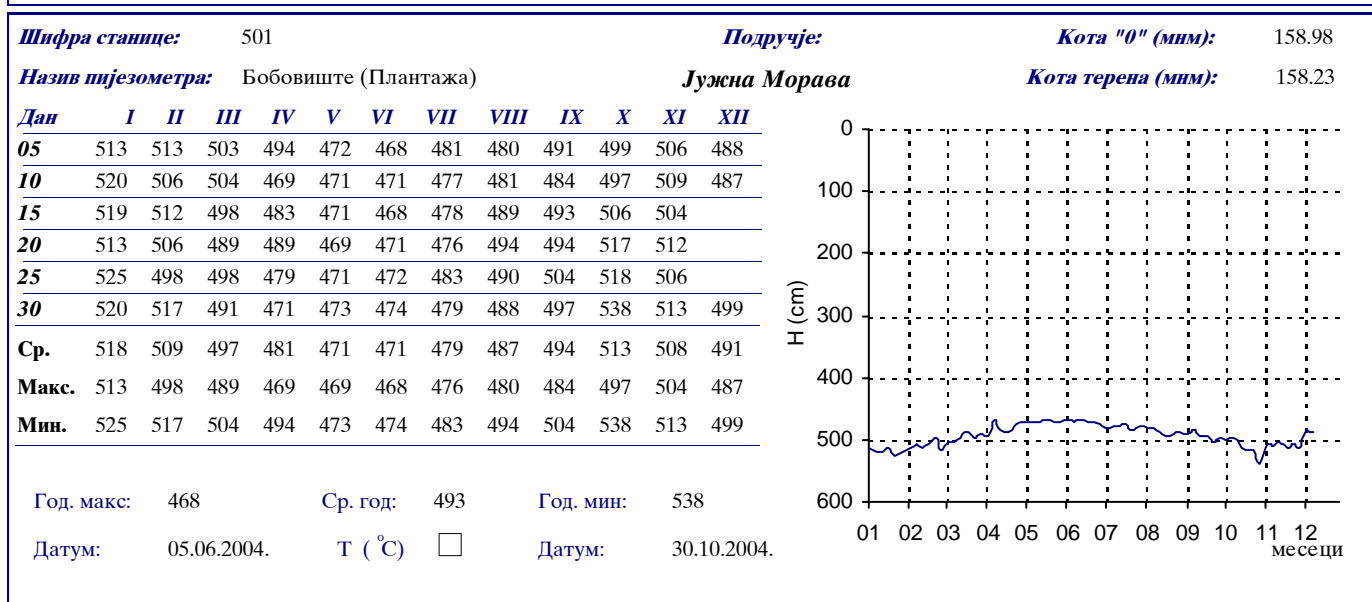 Шифра станице: 501 Подручје: Кота "0" (мнм): 158.98
Назив пијезометра: Бобовиште (Плантажа) Јужна Морава Кота терена (мнм): 158.23
Дан I II III IV V VI VII VIII IX X XI XII
05 513 513 503 494 472 468 481 480 491 499 506 488
10 520 506 504 469 471 471 477 481 484 497 509 487
15 519 512 498 483 471 468 478 489 493 506 504
20 513 506 489 489 469 471 476 494 494 517 512
25 525 498 498 479 471 472 483 490 504 518 506
30 520 517 491 471 473 474 479 488 497 538 513 499
Ср. 518 509 497 481 471 471 479 487 494 513 508 491
Макс. 513 498 489 469 469 468 476 480 484 497 504 487
Мин. 525 517 504 494 473 474 483 494 504 538 513 499
Год. макс: 468 Ср. год: 493 Год. мин: 538
Датум: 05.06.2004. T (°C) Датум: 30.10.2004.
H (cm)
0
100
200
300
400
500
600
01 02 03 04 05 06 07 08 09 10 11 12
месеци